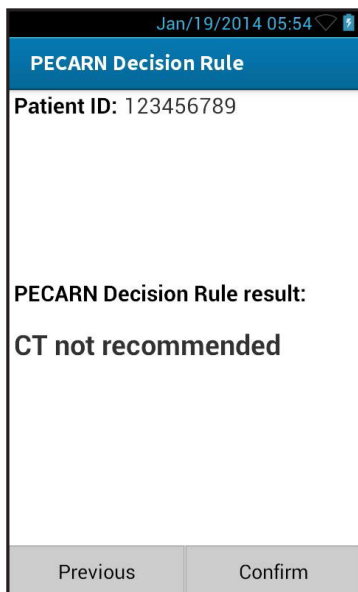 Jan/19/2014 05:54
PECARN Decision Rule
Patient ID: 123456789
PECARN Decision Rule result:
CT not recommended
Previous Confirm